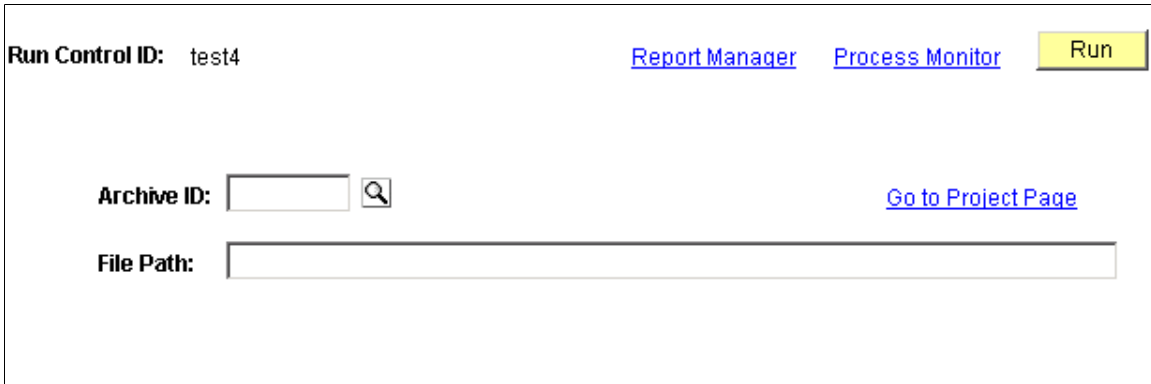 Run Control ID: test4 Report Manager Process Monitor Run
Archive ID: Go to Project Page
File Path: